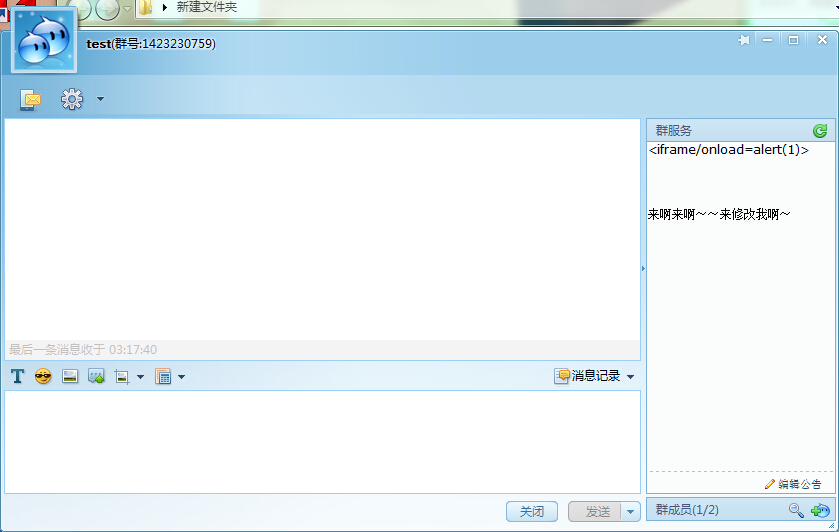 新建文件夹
test(群号:1423230759)
群服务
<iframe/onload=alert(1)>
来啊来啊～～来修改我啊～
最后一条消息收于 03:17:40
T
消息记录
编辑公告
关闭
发送
群成员(1/2)